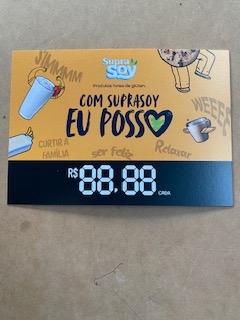 Supra
Soy
Produtos livres de glúten.
JYMMMM
COM SUPRASOY
EU POSSO
WEEEE
CURTIR A
FAMÍLIA
ser feliz
Relaxar
R$ 88,88
CADA